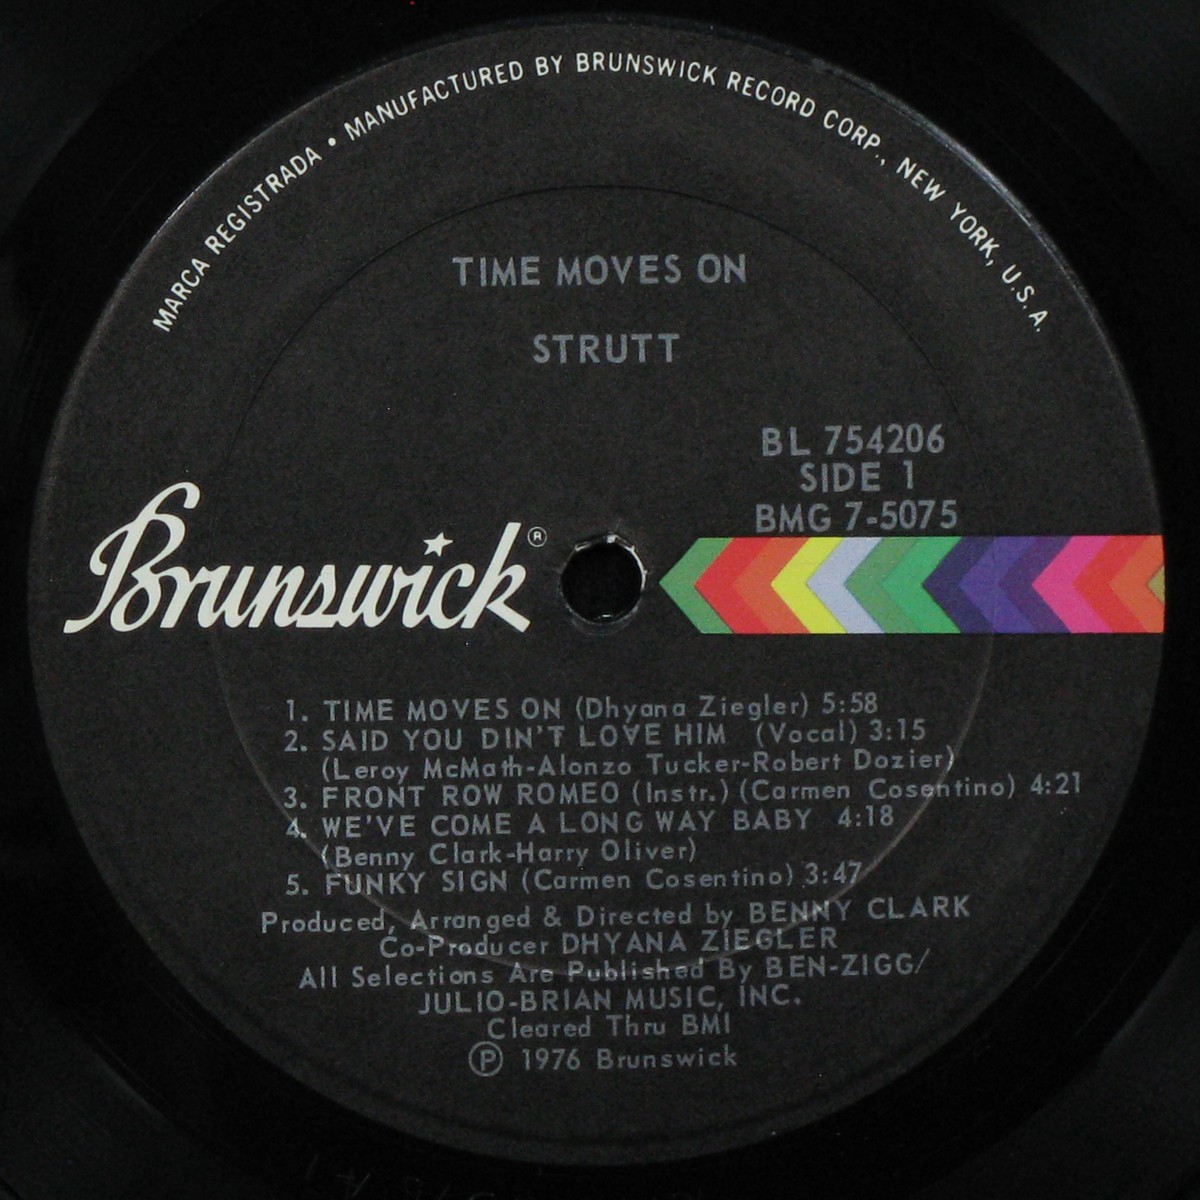 MARCA REGISTRADA • MANUFACTURED BY BRUNSWICK RECORD CORP., NEW YORK, U.S.A.
TIME MOVES ON
STRUTT
BL 754206
SIDE 1
BMG 7-5075
Brunswick®
1. TIME MOVES ON (Dhyana Ziegler) 5:58
2. SAID YOU DIN'T LOVE HIM (Vocal) 3:15
(Leroy McMath-Alonzo Tucker-Robert Dozier)
3. FRONT ROW ROMEO (Instr.) (Carmen Cosentino) 4:21
4. WE'VE COME A LONG WAY BABY 4:18
(Benny Clark-Harry Oliver)
5. FUNKY SIGN (Carmen Cosentino) 3:47
Produced, Arranged & Directed by BENNY CLARK
Co-Producer DHYANA ZIEGLER
All Selections Are Published By BEN-ZIGG/
JULIO-BRIAN MUSIC, INC.
Cleared Thru BMI
Ⓟ 1976 Brunswick